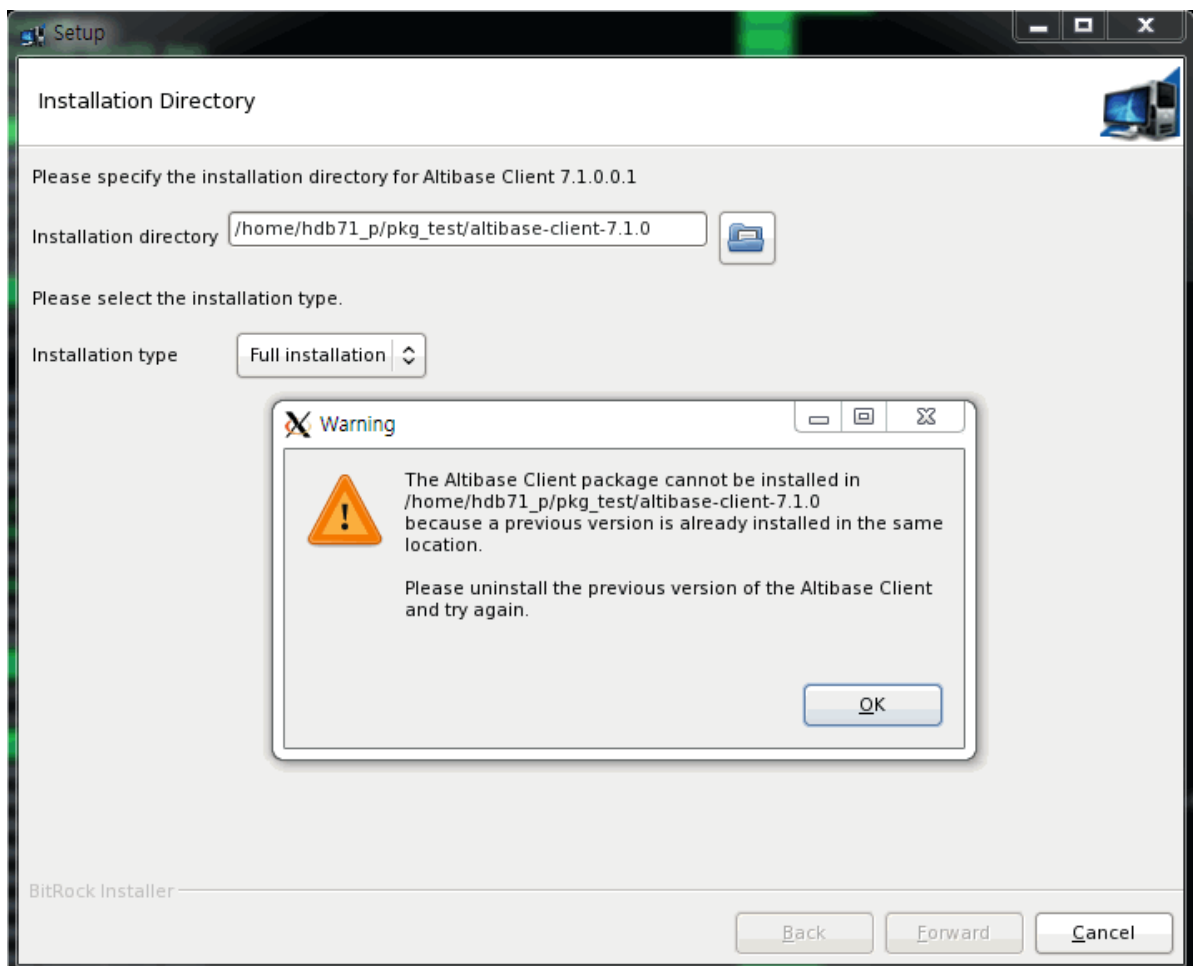 Setup
Installation Directory
Please specify the installation directory for Altibase Client 7.1.0.0.1
Installation directory /home/hdb71_p/pkg_test/altibase-client-7.1.0
Please select the installation type.
Installation type Full installation
Warning
The Altibase Client package cannot be installed in
/home/hdb71_p/pkg_test/altibase-client-7.1.0
because a previous version is already installed in the same
location.
Please uninstall the previous version of the Altibase Client
and try again.
OK
BitRock Installer
Back Forward Cancel